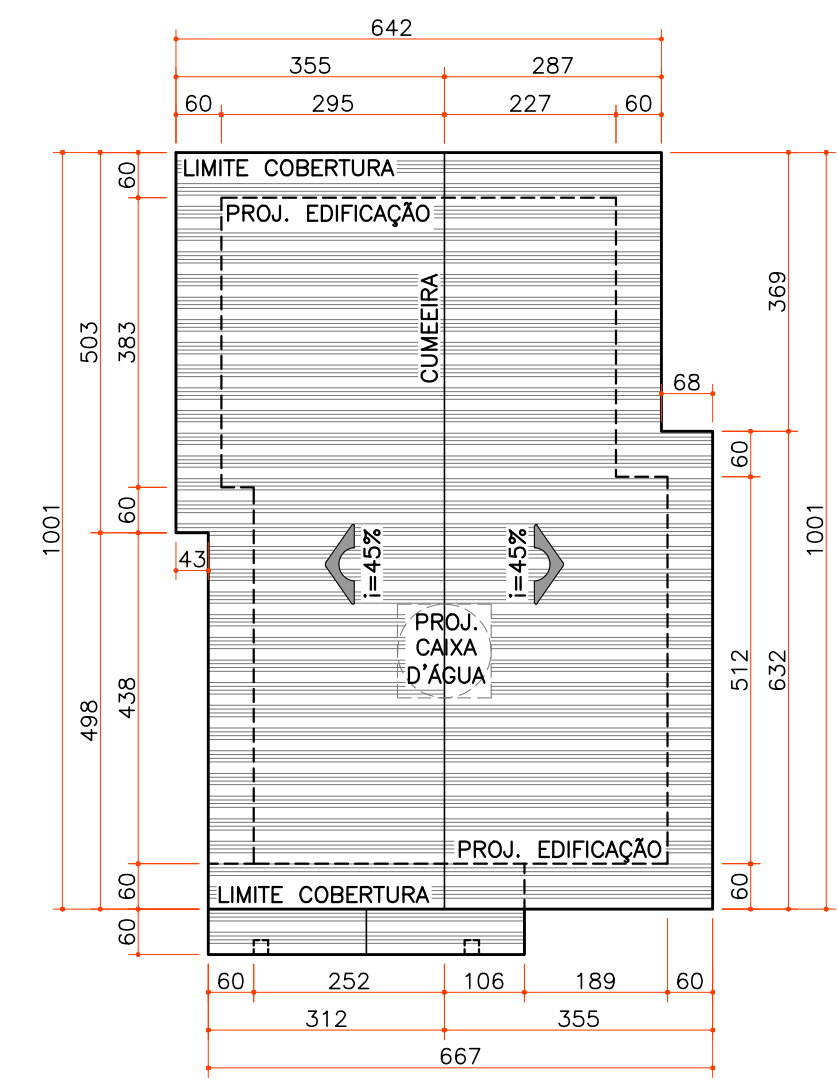 642
355 287
60 295 227 60
LIMITE COBERTURA
60
PROJ. EDIFICAÇÃO
CUMEEIRA
369
503
383
68
60
60
1001
1001
43
i=45%
i=45%
PROJ.
CAIXA
D'ÁGUA
512
632
438
498
PROJ. EDIFICAÇÃO
60
60
LIMITE COBERTURA
60
60 252 106 189 60
312 355
667